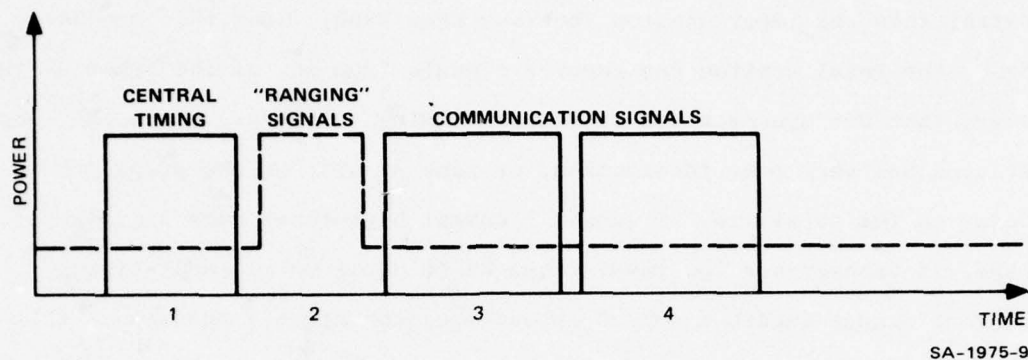 CENTRAL
TIMING
"RANGING"
SIGNALS
COMMUNICATION SIGNALS
POWER
1
2
3
4
TIME
SA-1975-9